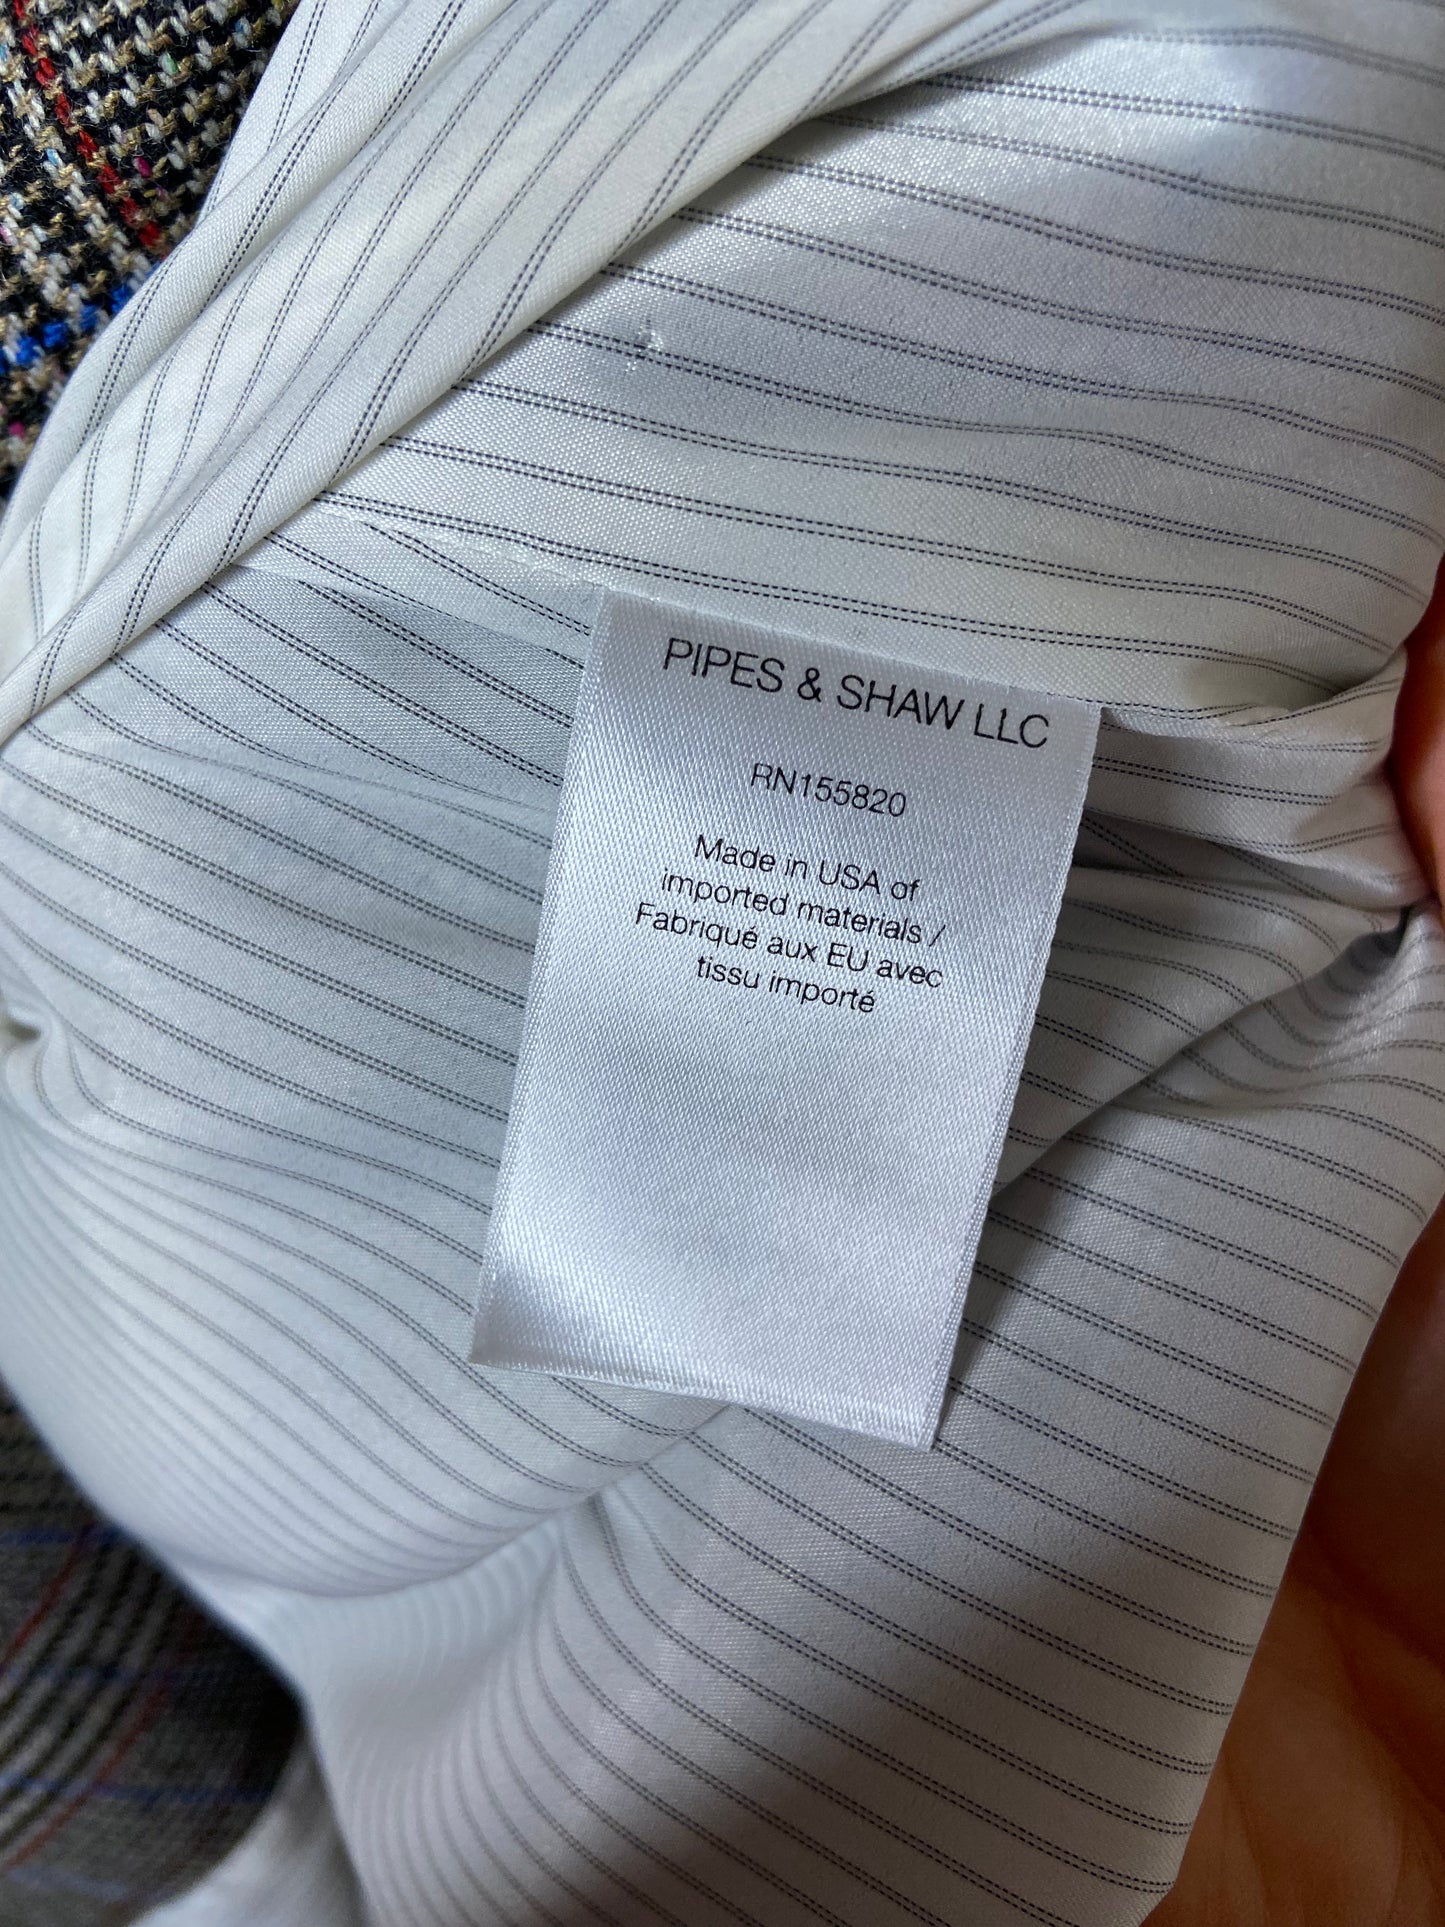 PIPES & SHAW LLC
RN155820
Made in USA of
imported materials /
Fabriqué aux EU avec
tissu importé